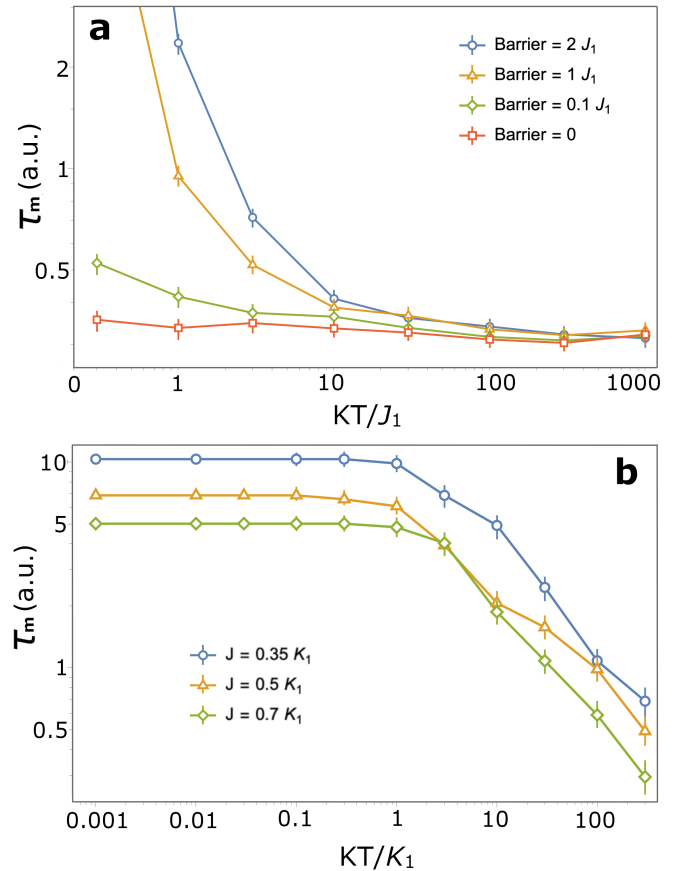 a
Barrier = 2 J₁
Barrier = 1 J₁
Barrier = 0.1 J₁
Barrier = 0
τm (a.u.)
2
1
0.5
0 1 10 100 1000
KT/J₁
b
τm (a.u.)
10
5
1
0.5
J = 0.35 K₁
J = 0.5 K₁
J = 0.7 K₁
0.001 0.01 0.1 1 10 100
KT/K₁